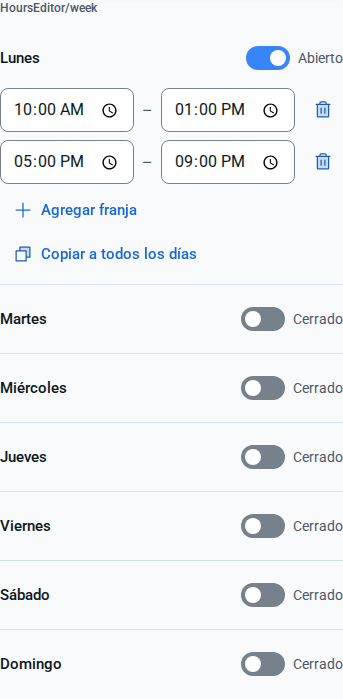 HoursEditor/week
Lunes Abierto
10:00 AM – 01:00 PM
05:00 PM – 09:00 PM
Agregar franja
Copiar a todos los días
Martes Cerrado
Miércoles Cerrado
Jueves Cerrado
Viernes Cerrado
Sábado Cerrado
Domingo Cerrado